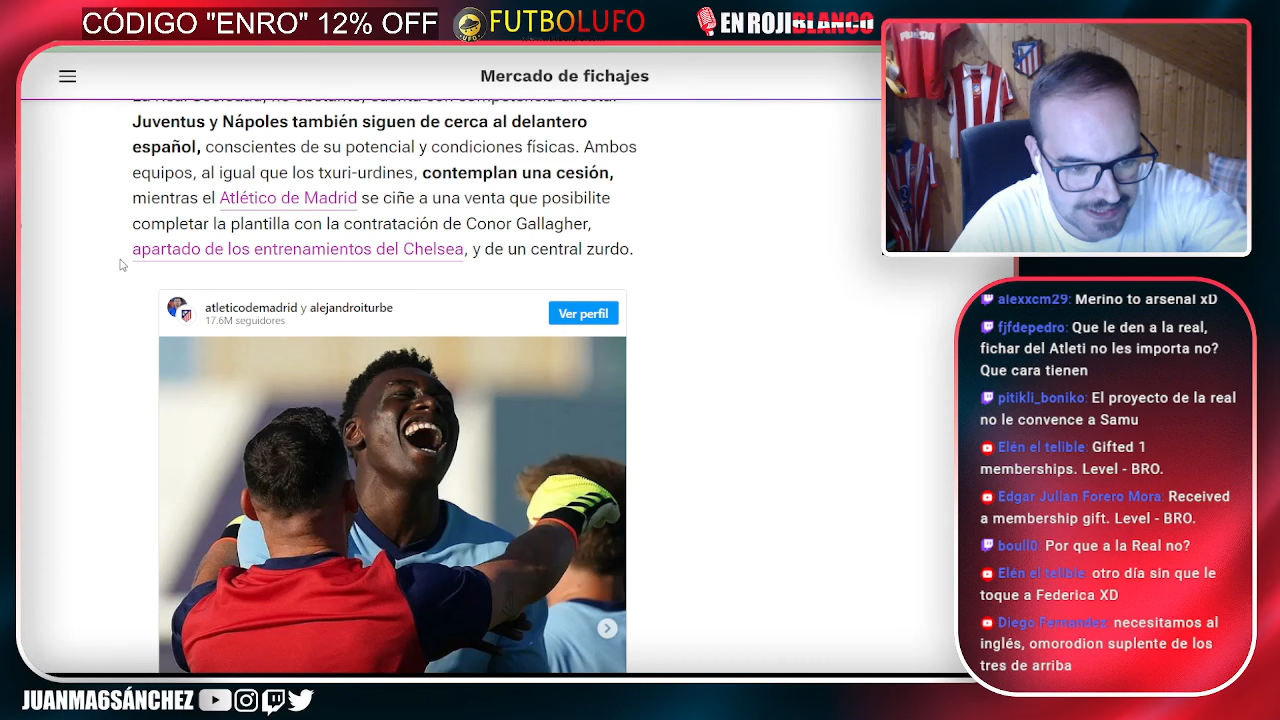 CÓDIGO "ENRO" 12% OFF
FUTBOLUFO
EN ROJIBLANCO
Mercado de fichajes
Juventus y Nápoles también siguen de cerca al delantero
español, conscientes de su potencial y condiciones físicas. Ambos
equipos, al igual que los txuri-urdines, contemplan una cesión,
mientras el Atlético de Madrid se ciñe a una venta que posibilite
completar la plantilla con la contratación de Conor Gallagher,
apartado de los entrenamientos del Chelsea, y de un central zurdo.
atleticodemadrid y alejandroiturbe
17.6M seguidores
Ver perfil
alexxcm29: Merino to arsenal xD
fjfdepedro: Que le den a la real,
fichar del Atleti no les importa no?
Que cara tienen
pitikli_boniko: El proyecto de la real
no le convence a Samu
Elén el telible: Gifted 1
memberships. Level - BRO.
Edgar Julian Forero Mora: Received
a membership gift. Level - BRO.
boull0: Por que a la Real no?
Elén el telible: otro día sin que le
toque a Federica XD
Diego Fernandez: necesitamos al
inglés, omorodion suplente de los
tres de arriba
JUANMA6SÁNCHEZ